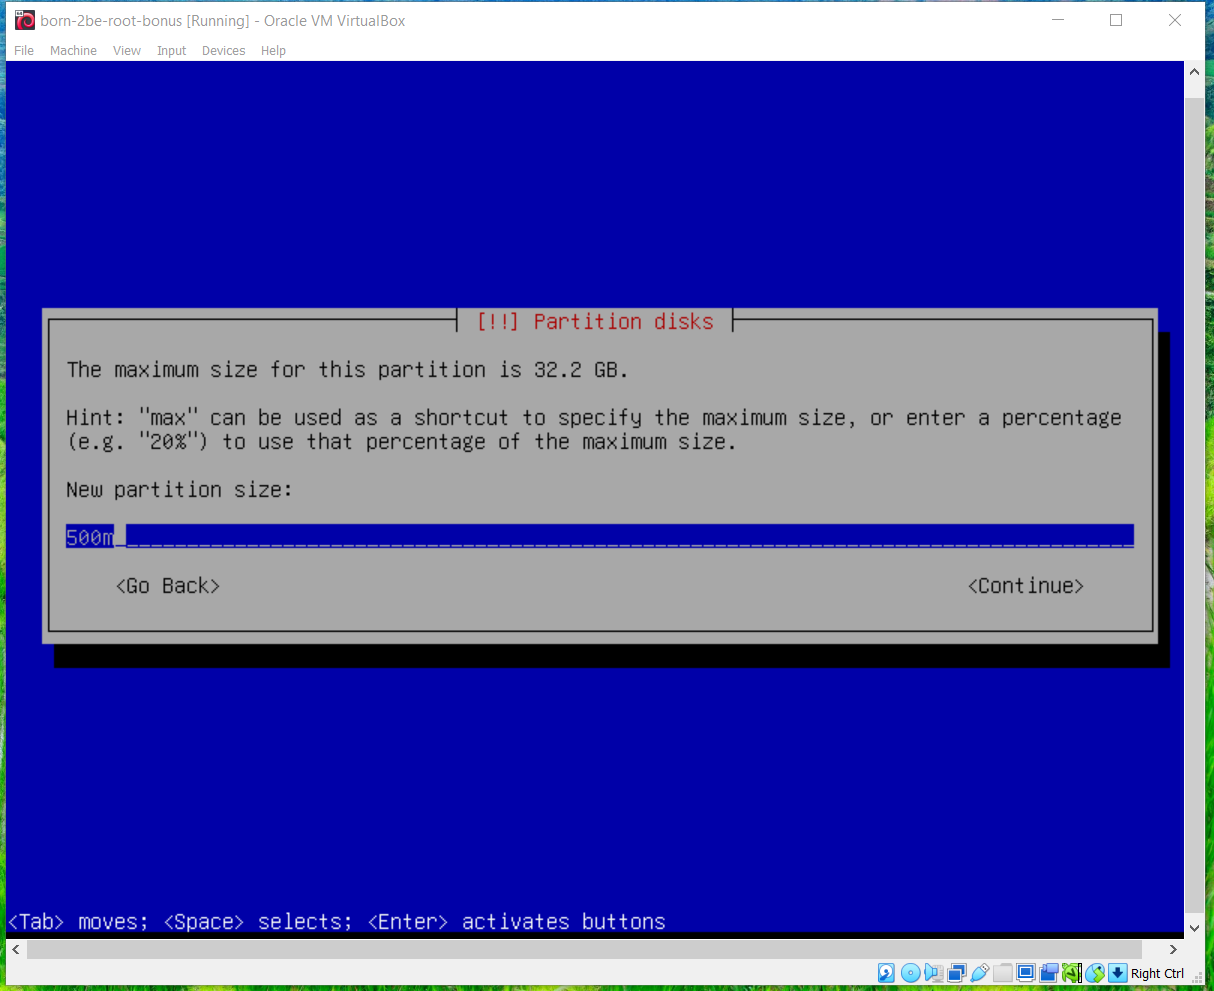 born-2be-root-bonus [Running] - Oracle VM VirtualBox
File Machine View Input Devices Help
[!!] Partition disks
The maximum size for this partition is 32.2 GB.
Hint: "max" can be used as a shortcut to specify the maximum size, or enter a percentage
(e.g. "20%") to use that percentage of the maximum size.
New partition size:
500m
<Go Back> <Continue>
<Tab> moves; <Space> selects; <Enter> activates buttons
Right Ctrl